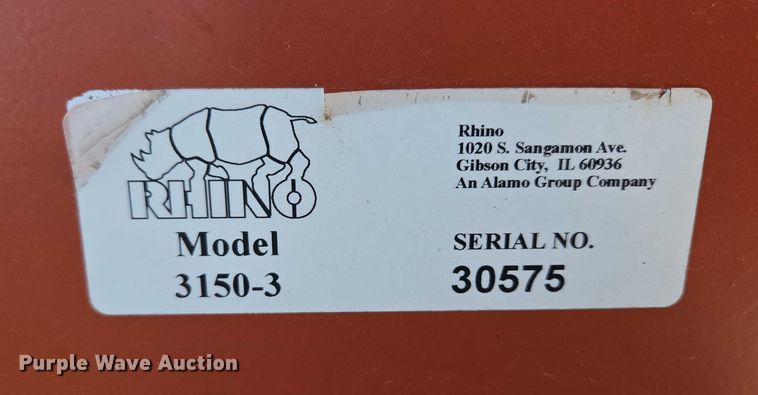 RHINO
Model
3150-3
Rhino
1020 S. Sangamon Ave.
Gibson City, IL 60936
An Alamo Group Company
SERIAL NO.
30575
Purple Wave Auction